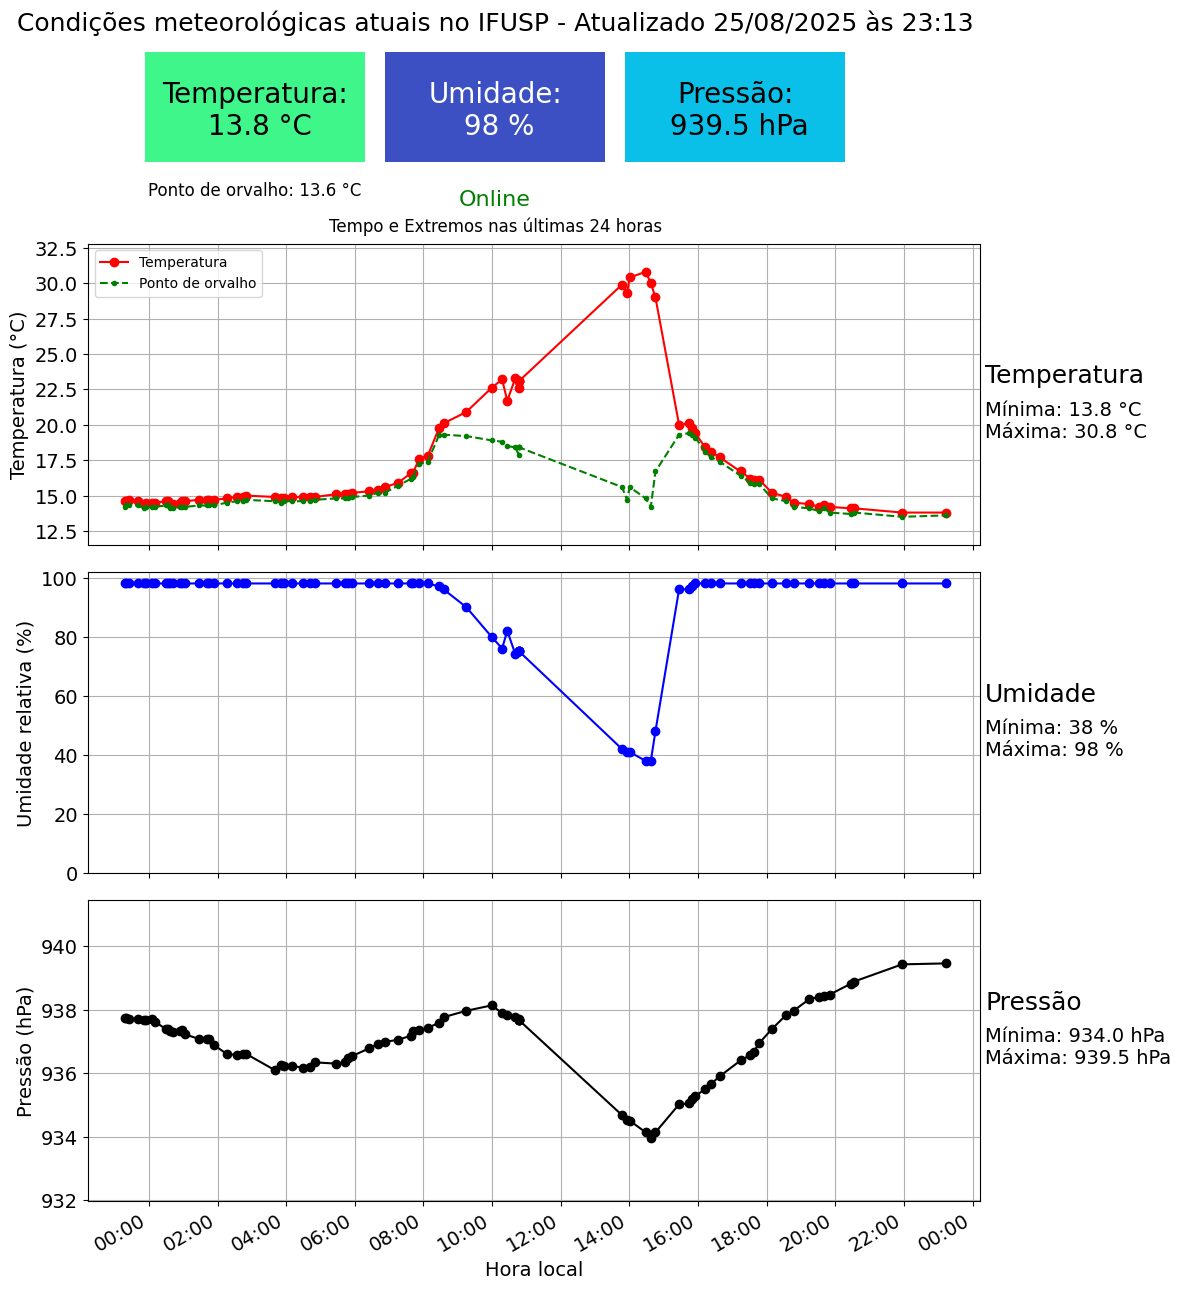 Condições meteorológicas atuais no IFUSP - Atualizado 25/08/2025 às 23:13
Temperatura:
13.8 °C
Umidade:
98 %
Pressão:
939.5 hPa
Ponto de orvalho: 13.6 °C
Online
Tempo e Extremos nas últimas 24 horas
Temperatura (°C)
32.5
30.0
27.5
25.0
22.5
20.0
17.5
15.0
12.5
Temperatura
Ponto de orvalho
Temperatura
Mínima: 13.8 °C
Máxima: 30.8 °C
Umidade relativa (%)
100
80
60
40
20
0
Umidade
Mínima: 38 %
Máxima: 98 %
Pressão (hPa)
940
938
936
934
932
Pressão
Mínima: 934.0 hPa
Máxima: 939.5 hPa
00:00
02:00
04:00
06:00
08:00
10:00
12:00
14:00
16:00
18:00
20:00
22:00
00:00
Hora local